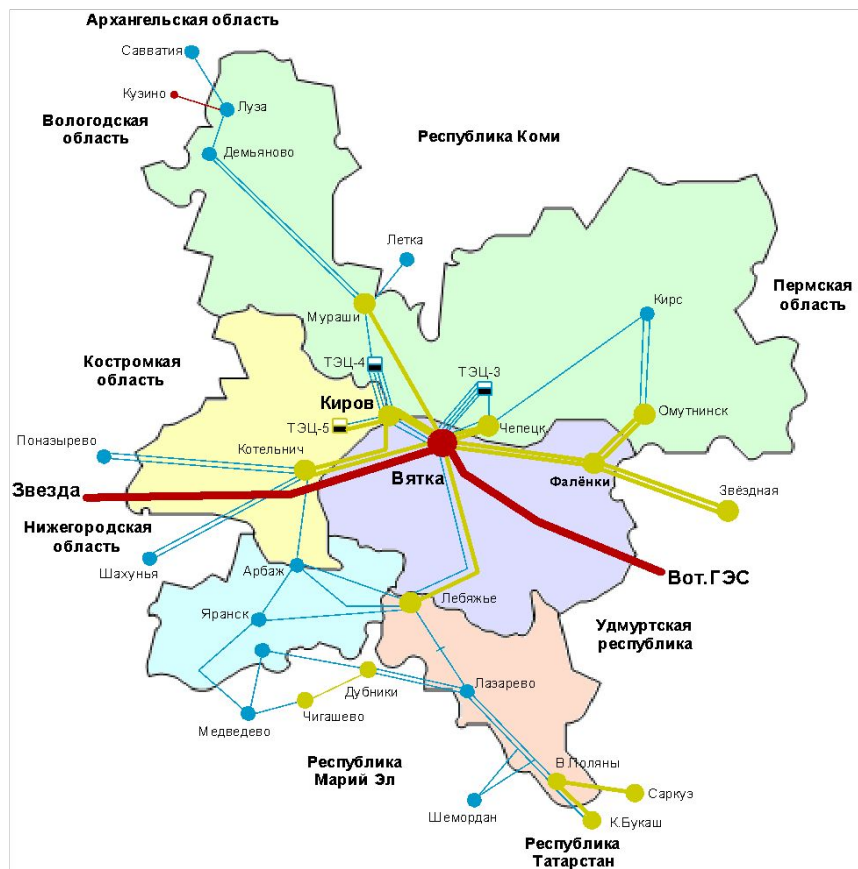 Архангельская область
Савватия
Кузино
Луза
Вологодская
область
Республика Коми
Демьяново
Летка
Пермская
область
Кирс
Мураши
ТЭЦ-4
ТЭЦ-3
Костромкая
область
Киров
ТЭЦ-5
Чепецк
Омутнинск
Поназырево
Котельнич
Вятка
Фалёнки
Звёздная
Звезда
Нижегородская
область
Шахунья
Арбаж
Вот.ГЭС
Лебяжье
Яранск
Удмуртская
республика
Лазарево
Дубники
Чигашево
Медведево
Республика
Марий Эл
В.Поляны
Саркуз
Шемордан
К.Букаш
Республика
Татарстан